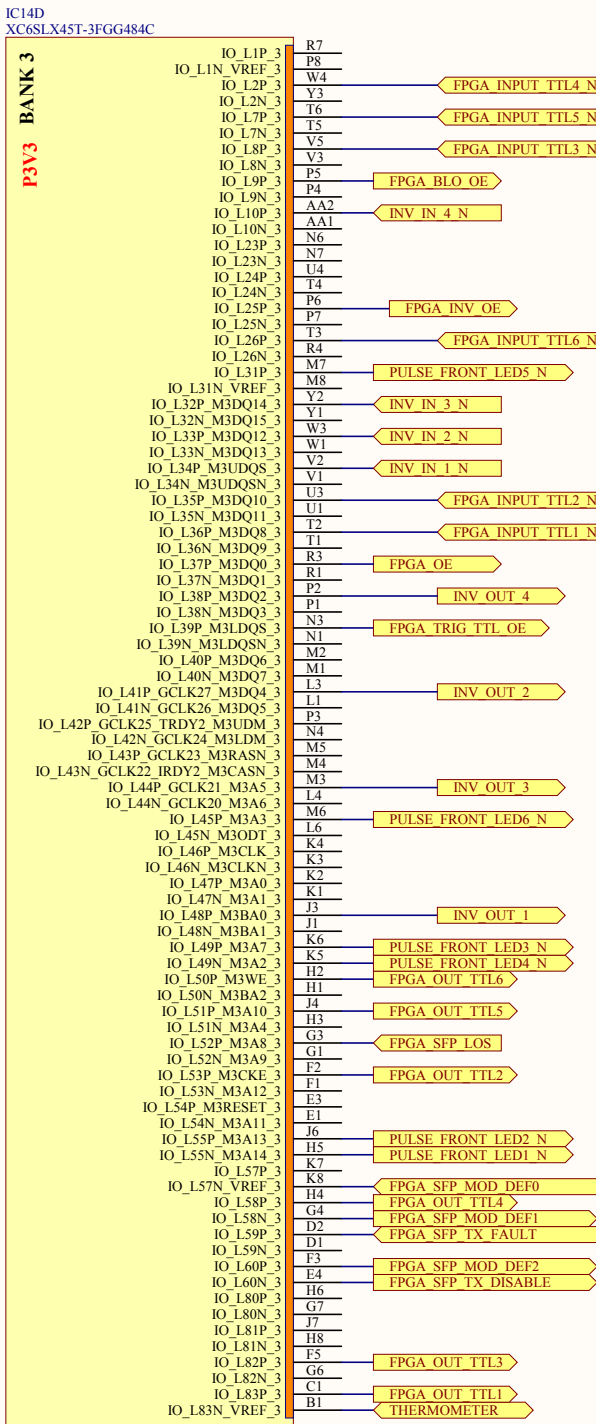 IC14D
XC6SLX45T-3FGG484C
BANK 3
P3V3
IO_L1P_3 R7
IO_L1N_VREF_3 P8
IO_L2P_3 W4 FPGA_INPUT_TTL4_N
IO_L2N_3 Y3
IO_L7P_3 T6 FPGA_INPUT_TTL5_N
IO_L7N_3 T5
IO_L8P_3 V5 FPGA_INPUT_TTL3_N
IO_L8N_3 V3
IO_L9P_3 P5 FPGA_BLO_OE
IO_L9N_3 P4
IO_L10P_3 AA2 INV_IN_4_N
IO_L10N_3 AA1
IO_L23P_3 N6
IO_L23N_3 N7
IO_L24P_3 U4
IO_L24N_3 T4
IO_L25P_3 P6 FPGA_INV_OE
IO_L25N_3 P7
IO_L26P_3 T3 FPGA_INPUT_TTL6_N
IO_L26N_3 R4
IO_L31P_3 M7 PULSE_FRONT_LED5_N
IO_L31N_VREF_3 M8
IO_L32P_M3DQ14_3 Y2 INV_IN_3_N
IO_L32N_M3DQ15_3 Y1
IO_L33P_M3DQ12_3 W3 INV_IN_2_N
IO_L33N_M3DQ13_3 W1
IO_L34P_M3UDQS_3 V2 INV_IN_1_N
IO_L34N_M3UDQSN_3 V1
IO_L35P_M3DQ10_3 U3 FPGA_INPUT_TTL2_N
IO_L35N_M3DQ11_3 U1
IO_L36P_M3DQ8_3 T2 FPGA_INPUT_TTL1_N
IO_L36N_M3DQ9_3 T1
IO_L37P_M3DQ0_3 R3 FPGA_OE
IO_L37N_M3DQ1_3 R1
IO_L38P_M3DQ2_3 P2 INV_OUT_4
IO_L38N_M3DQ3_3 P1
IO_L39P_M3LDQS_3 N3 FPGA_TRIG_TTL_OE
IO_L39N_M3LDQSN_3 N1
IO_L40P_M3DQ6_3 M2
IO_L40N_M3DQ7_3 M1
IO_L41P_GCLK27_M3DQ4_3 L3 INV_OUT_2
IO_L41N_GCLK26_M3DQ5_3 L1
IO_L42P_GCLK25_TRDY2_M3UDM_3 P3
IO_L42N_GCLK24_M3LDM_3 N4
IO_L43P_GCLK23_M3RASN_3 M5
IO_L43N_GCLK22_IRDY2_M3CASN_3 M4
IO_L44P_GCLK21_M3A5_3 M3 INV_OUT_3
IO_L44N_GCLK20_M3A6_3 L4
IO_L45P_M3A3_3 M6 PULSE_FRONT_LED6_N
IO_L45N_M3ODT_3 L6
IO_L46P_M3CLK_3 K4
IO_L46N_M3CLKN_3 K3
IO_L47P_M3A0_3 K2
IO_L47N_M3A1_3 K1
IO_L48P_M3BA0_3 J3 INV_OUT_1
IO_L48N_M3BA1_3 J1
IO_L49P_M3A7_3 K6 PULSE_FRONT_LED3_N
IO_L49N_M3A2_3 K5 PULSE_FRONT_LED4_N
IO_L50P_M3WE_3 H2 FPGA_OUT_TTL6
IO_L50N_M3BA2_3 H1
IO_L51P_M3A10_3 J4 FPGA_OUT_TTL5
IO_L51N_M3A4_3 H3
IO_L52P_M3A8_3 G3 FPGA_SFP_LOS
IO_L52N_M3A9_3 G1
IO_L53P_M3CKE_3 F2 FPGA_OUT_TTL2
IO_L53N_M3A12_3 F1
IO_L54P_M3RESET_3 E3
IO_L54N_M3A11_3 E1
IO_L55P_M3A13_3 J6 PULSE_FRONT_LED2_N
IO_L55N_M3A14_3 H5 PULSE_FRONT_LED1_N
IO_L57P_3 K7
IO_L57N_VREF_3 K8 FPGA_SFP_MOD_DEF0
IO_L58P_3 H4 FPGA_OUT_TTL4
IO_L58N_3 G4 FPGA_SFP_MOD_DEF1
IO_L59P_3 D2 FPGA_SFP_TX_FAULT
IO_L59N_3 D1
IO_L60P_3 F3 FPGA_SFP_MOD_DEF2
IO_L60N_3 E4 FPGA_SFP_TX_DISABLE
IO_L80P_3 H6
IO_L80N_3 G7
IO_L81P_3 J7
IO_L81N_3 H8
IO_L82P_3 F5 FPGA_OUT_TTL3
IO_L82N_3 G6
IO_L83P_3 C1 FPGA_OUT_TTL1
IO_L83N_VREF_3 B1 THERMOMETER